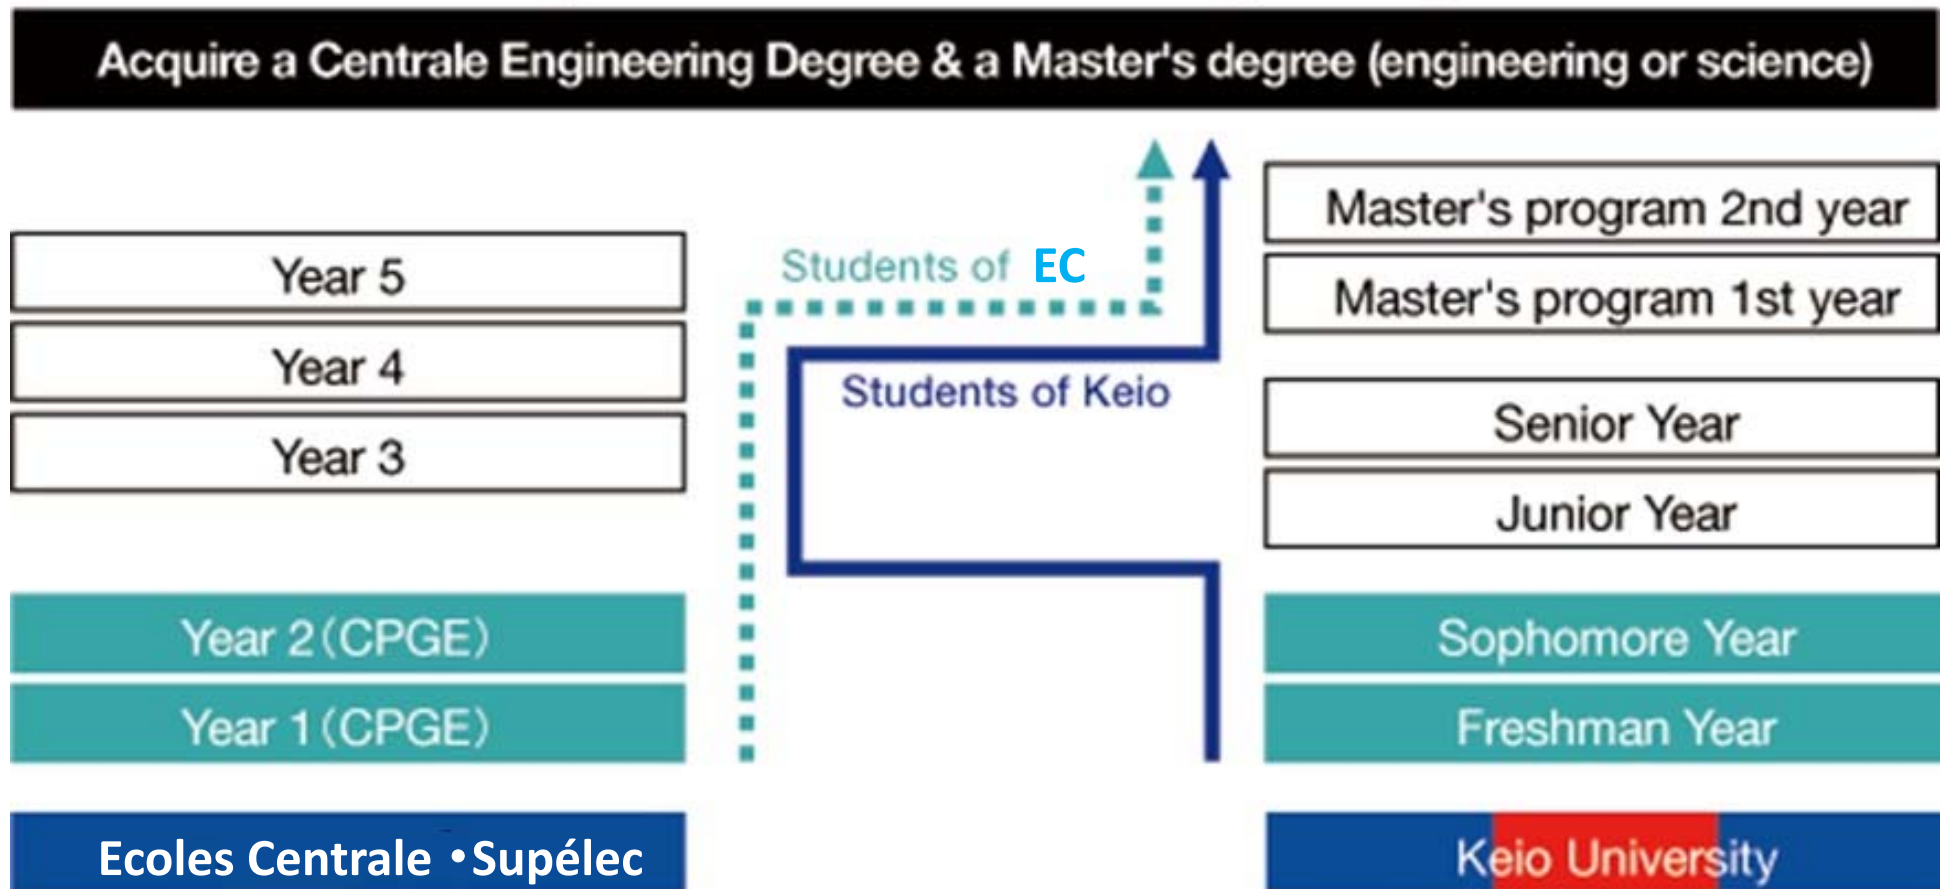 Acquire a Centrale Engineering Degree & a Master's degree (engineering or science)
Year 5
Year 4
Year 3
Year 2(CPGE)
Year 1(CPGE)
Ecoles Centrale・Supélec
Students of EC
Students of Keio
Master's program 2nd year
Master's program 1st year
Senior Year
Junior Year
Sophomore Year
Freshman Year
Keio University